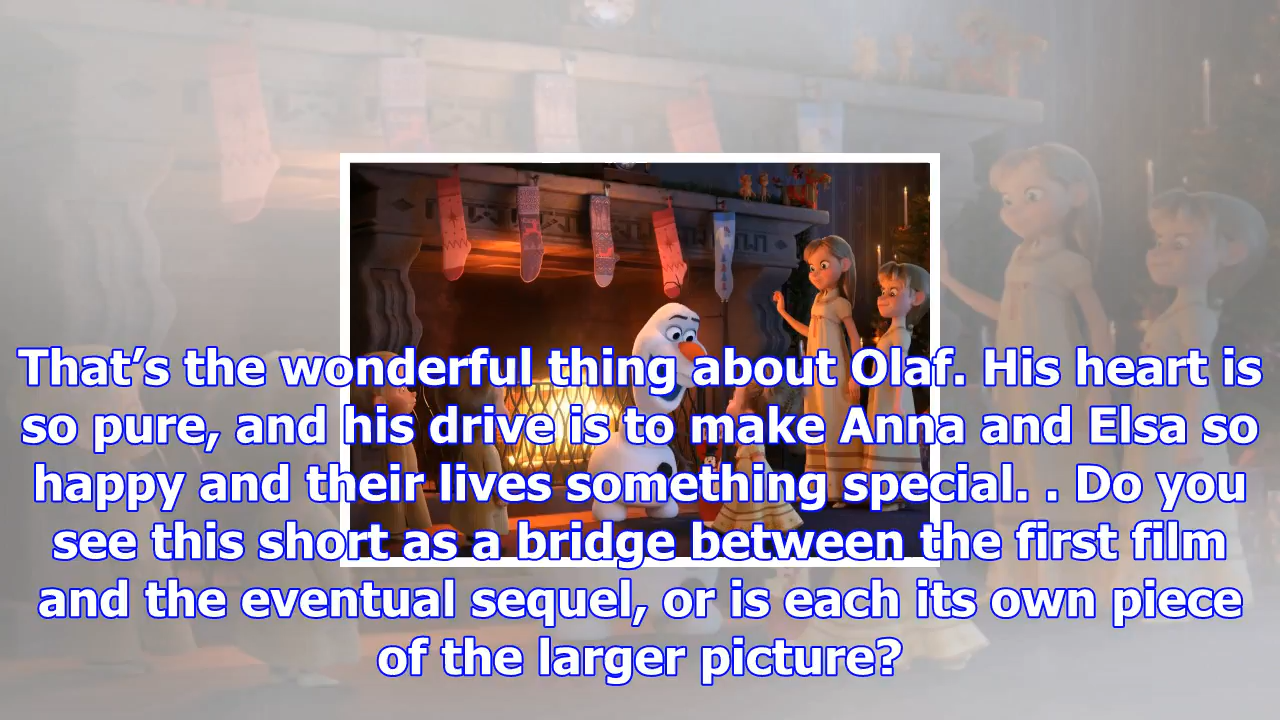 That’s the wonderful thing about Olaf. His heart is
so pure, and his drive is to make Anna and Elsa so
happy and their lives something special. . Do you
see this short as a bridge between the first film
and the eventual sequel, or is each its own piece
of the larger picture?